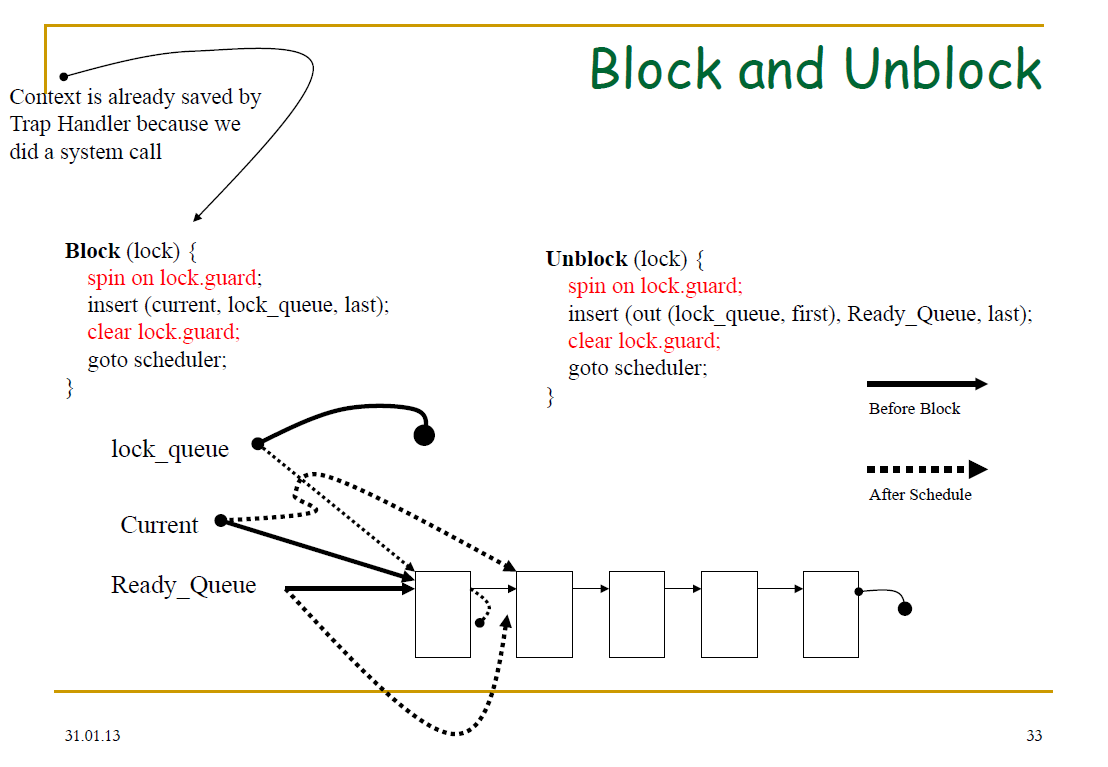 Block and Unblock
Context is already saved by
Trap Handler because we
did a system call
Block (lock) {
spin on lock.guard;
insert (current, lock_queue, last);
clear lock.guard;
goto scheduler;
}
Unblock (lock) {
spin on lock.guard;
insert (out (lock_queue, first), Ready_Queue, last);
clear lock.guard;
goto scheduler;
}
Before Block
After Schedule
lock_queue
Current
Ready_Queue
31.01.13
33